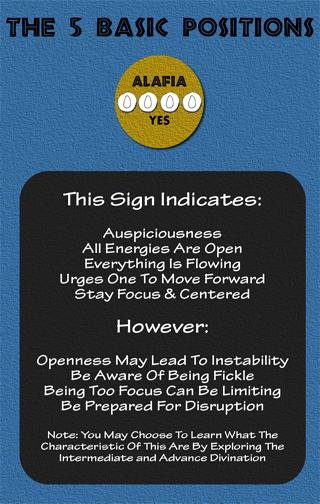 THE 5 BASIC POSITIONS
ALAFIA
YES
This Sign Indicates:
Auspiciousness
All Energies Are Open
Everything Is Flowing
Urges One To Move Forward
Stay Focus & Centered
However:
Openness May Lead To Instability
Be Aware Of Being Fickle
Being Too Focus Can Be Limiting
Be Prepared For Disruption
Note: You May Choose To Learn What The
Characteristic Of This Are By Exploring The
Intermediate and Advance Divination